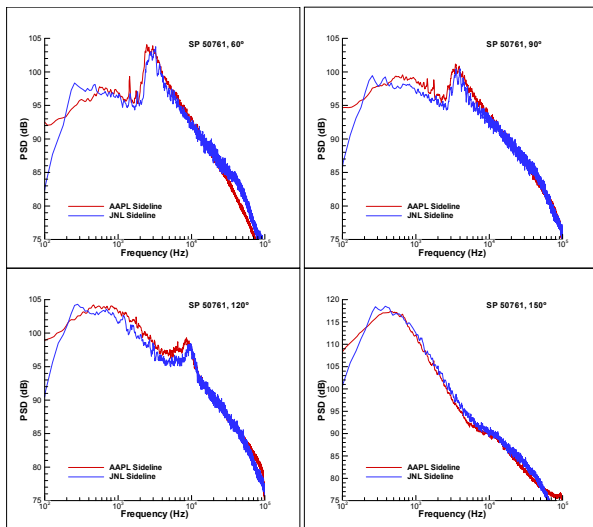 SP 50761, 60º
PSD (dB)
105
100
95
90
85
80
75
AAPL Sideline
JNL Sideline
10² 10³ 10⁴ 10⁵
Frequency (Hz)
SP 50761, 90º
PSD (dB)
105
100
95
90
85
80
75
AAPL Sideline
JNL Sideline
10² 10³ 10⁴ 10⁵
Frequency (Hz)
SP 50761, 120º
PSD (dB)
105
100
95
90
85
80
75
AAPL Sideline
JNL Sideline
10² 10³ 10⁴ 10⁵
Frequency (Hz)
SP 50761, 150º
PSD (dB)
120
115
110
105
100
95
90
85
80
75
AAPL Sideline
JNL Sideline
10² 10³ 10⁴ 10⁵
Frequency (Hz)